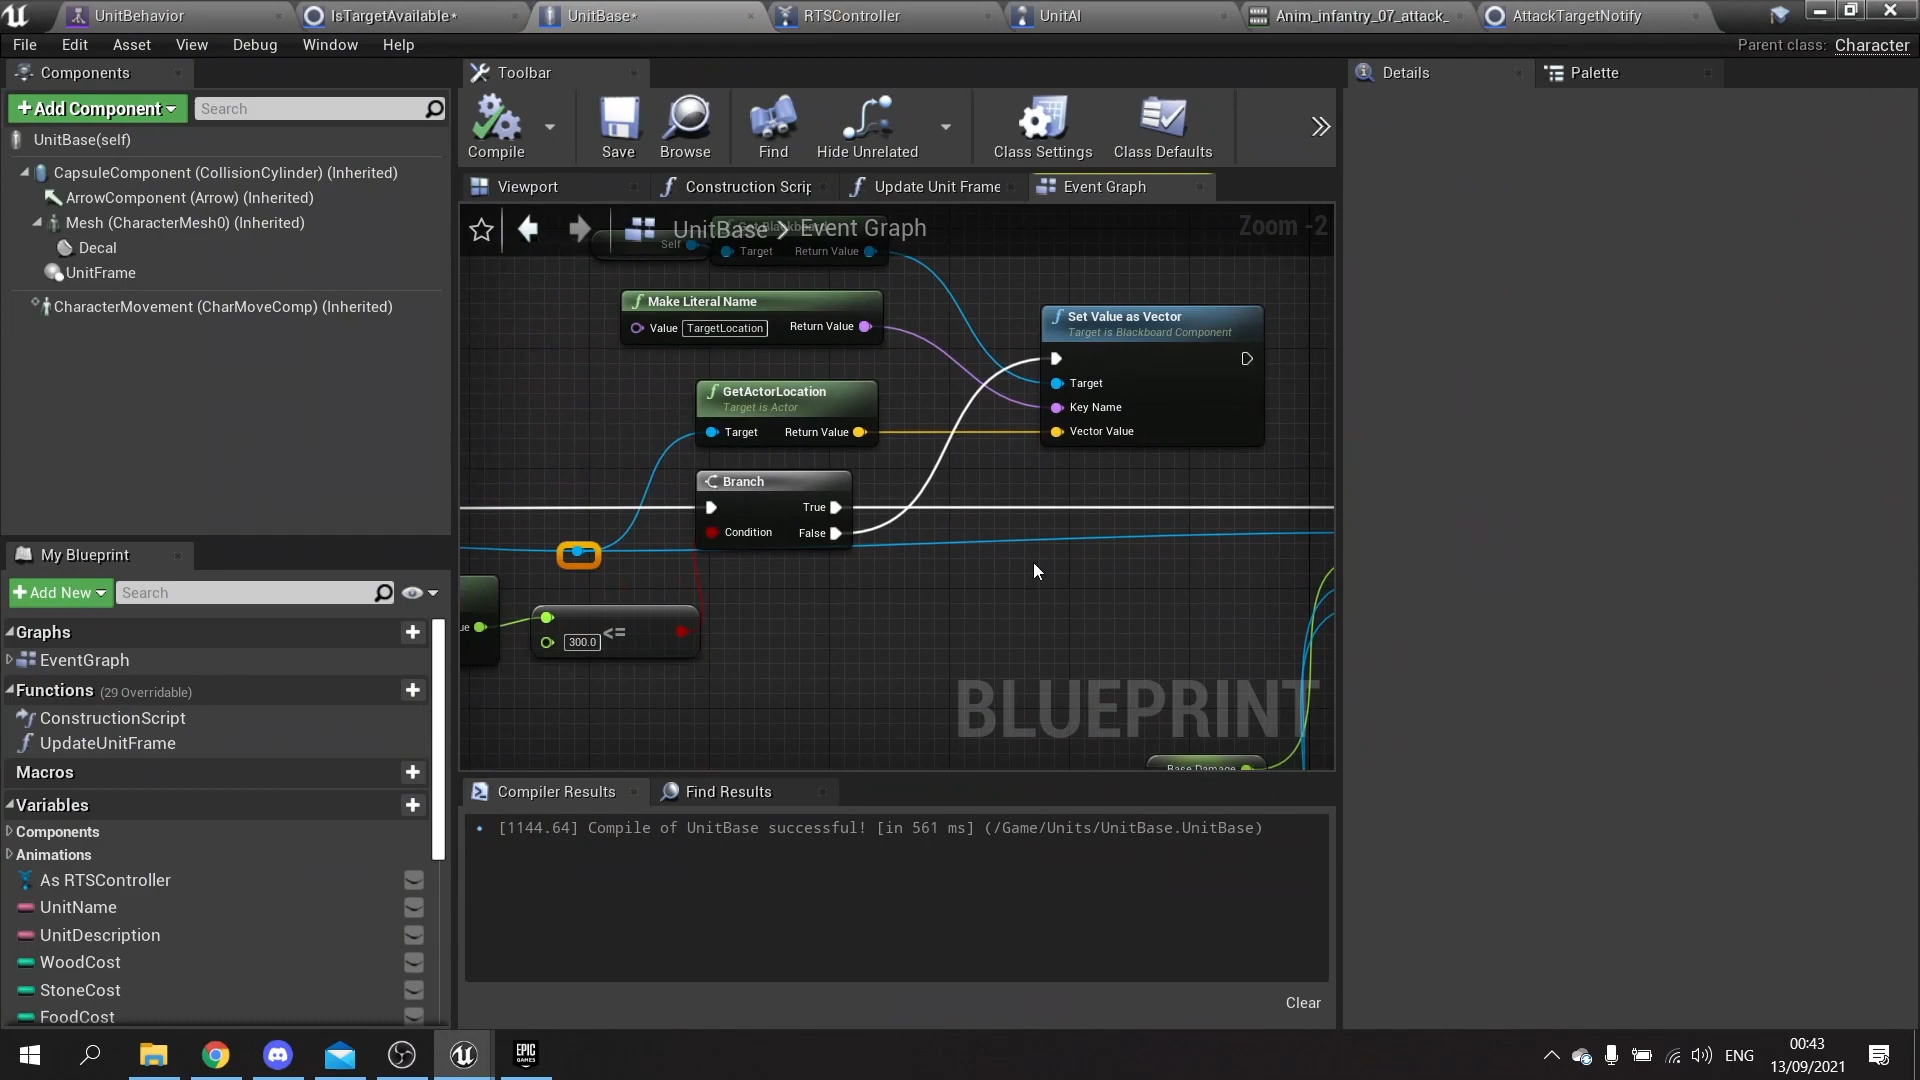 UnitBehavior
IsTargetAvailable*
UnitBase*
RTSController
UnitAI
Anim_infantry_07_attack_
AttackTargetNotify
File
Edit
Asset
View
Debug
Window
Help
Parent class: Character
Components
Toolbar
Details
Palette
Add Component
Search
Compile
Save
Browse
Find
Hide Unrelated
Class Settings
Class Defaults
UnitBase(self)
CapsuleComponent (CollisionCylinder) (Inherited)
ArrowComponent (Arrow) (Inherited)
Mesh (CharacterMesh0) (Inherited)
Decal
UnitFrame
CharacterMovement (CharMoveComp) (Inherited)
Viewport
Construction Scrip
Update Unit Frame
Event Graph
UnitBase > Event Graph
Zoom -2
Self
Target
Return Value
Make Literal Name
Value TargetLocation
Return Value
Set Value as Vector
Target is Blackboard Component
Target
Key Name
Vector Value
GetActorLocation
Target is Actor
Target
Return Value
Branch
True
Condition
False
ue
300.0
<=
BLUEPRINT
Base Damage
My Blueprint
Add New
Search
Graphs
EventGraph
Functions (29 Overridable)
ConstructionScript
UpdateUnitFrame
Macros
Variables
Components
Animations
As RTSController
UnitName
UnitDescription
WoodCost
StoneCost
FoodCost
Compiler Results
Find Results
[1144.64] Compile of UnitBase successful! [in 561 ms] (/Game/Units/UnitBase.UnitBase)
Clear
EPIC
GAMES
ENG
00:43
13/09/2021